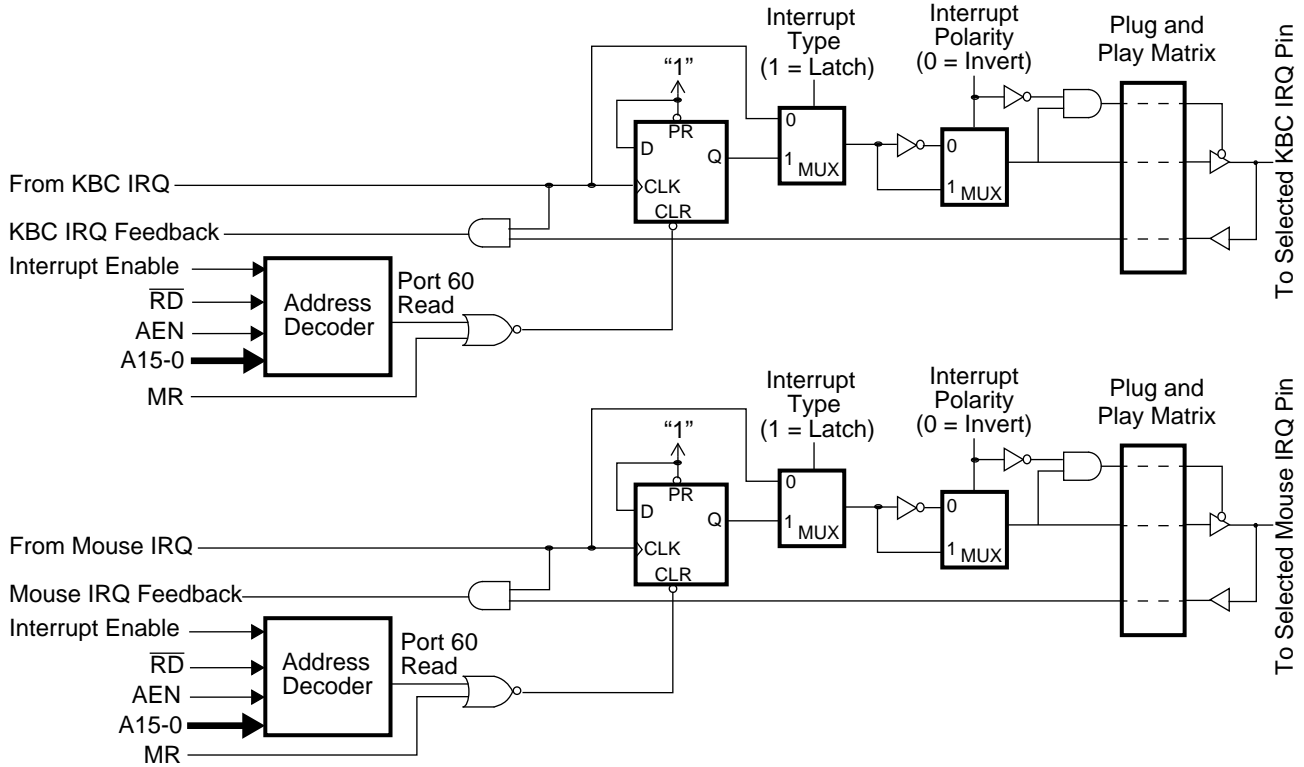 Interrupt
Type
(1 = Latch)
Interrupt
Polarity
(0 = Invert)
Plug and
Play Matrix
“1”
PR
D
Q
CLK
CLR
0
1
MUX
0
1
MUX
From KBC IRQ
KBC IRQ Feedback
Interrupt Enable
RD
AEN
A15-0
MR
Address
Decoder
Port 60
Read
To Selected KBC IRQ Pin
Interrupt
Type
(1 = Latch)
Interrupt
Polarity
(0 = Invert)
Plug and
Play Matrix
“1”
PR
D
Q
CLK
CLR
0
1
MUX
0
1
MUX
From Mouse IRQ
Mouse IRQ Feedback
Interrupt Enable
RD
AEN
A15-0
MR
Address
Decoder
Port 60
Read
To Selected Mouse IRQ Pin